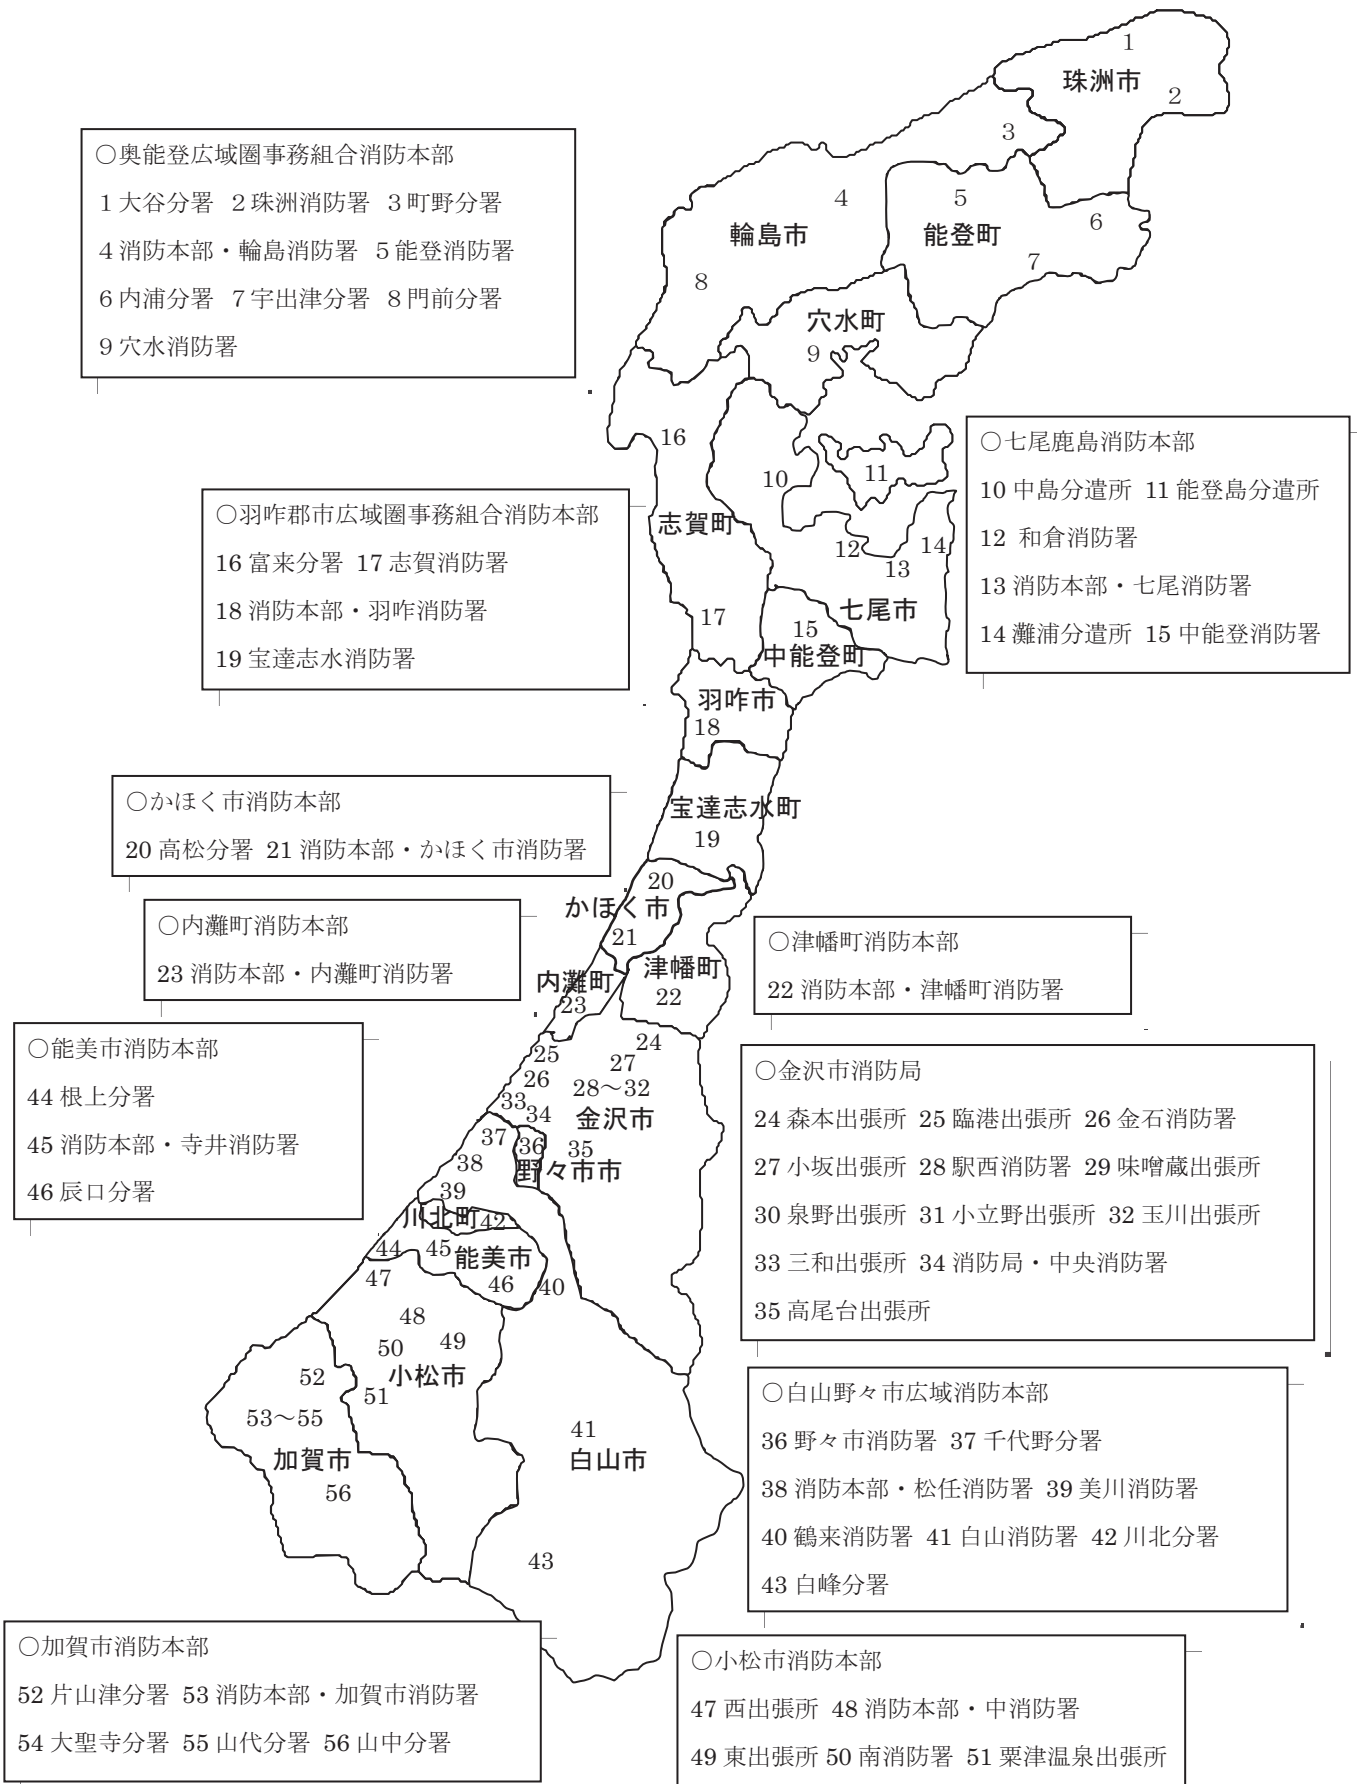 1
珠洲市
2
3
○奥能登広域圏事務組合消防本部
1 大谷分署 2 珠洲消防署 3 町野分署
4 消防本部・輪島消防署 5 能登消防署
6 内浦分署 7 宇出津分署 8 門前分署
9 穴水消防署
4
5
6
輪島市
能登町
7
8
穴水町
9
16
10
11
○七尾鹿島消防本部
10 中島分遣所 11 能登島分遣所
12 和倉消防署
13 消防本部・七尾消防署
14 灘浦分遣所 15 中能登消防署
○羽咋郡市広域圏事務組合消防本部
16 富来分署 17 志賀消防署
18 消防本部・羽咋消防署
19 宝達志水消防署
志賀町
12
13
14
七尾市
17
15
中能登町
羽咋市
18
宝達志水町
19
○かほく市消防本部
20 高松分署 21 消防本部・かほく市消防署
20
かほく市
21
○内灘町消防本部
23 消防本部・内灘町消防署
内灘町
23
津幡町
22
○津幡町消防本部
22 消防本部・津幡町消防署
○能美市消防本部
44 根上分署
45 消防本部・寺井消防署
46 辰口分署
24
25
27
26
28～32
33
34
金沢市
37
36
35
38
野々市市
39
川北町
42
44
45
能美市
46
40
47
○金沢市消防局
24 森本出張所 25 臨港出張所 26 金石消防署
27 小坂出張所 28 駅西消防署 29 味噌蔵出張所
30 泉野出張所 31 小立野出張所 32 玉川出張所
33 三和出張所 34 消防局・中央消防署
35 高尾台出張所
48
49
50
小松市
51
52
53～55
加賀市
56
41
白山市
43
○白山野々市広域消防本部
36 野々市消防署 37 千代野分署
38 消防本部・松任消防署 39 美川消防署
40 鶴来消防署 41 白山消防署 42 川北分署
43 白峰分署
○加賀市消防本部
52 片山津分署 53 消防本部・加賀市消防署
54 大聖寺分署 55 山代分署 56 山中分署
○小松市消防本部
47 西出張所 48 消防本部・中消防署
49 東出張所 50 南消防署 51 粟津温泉出張所